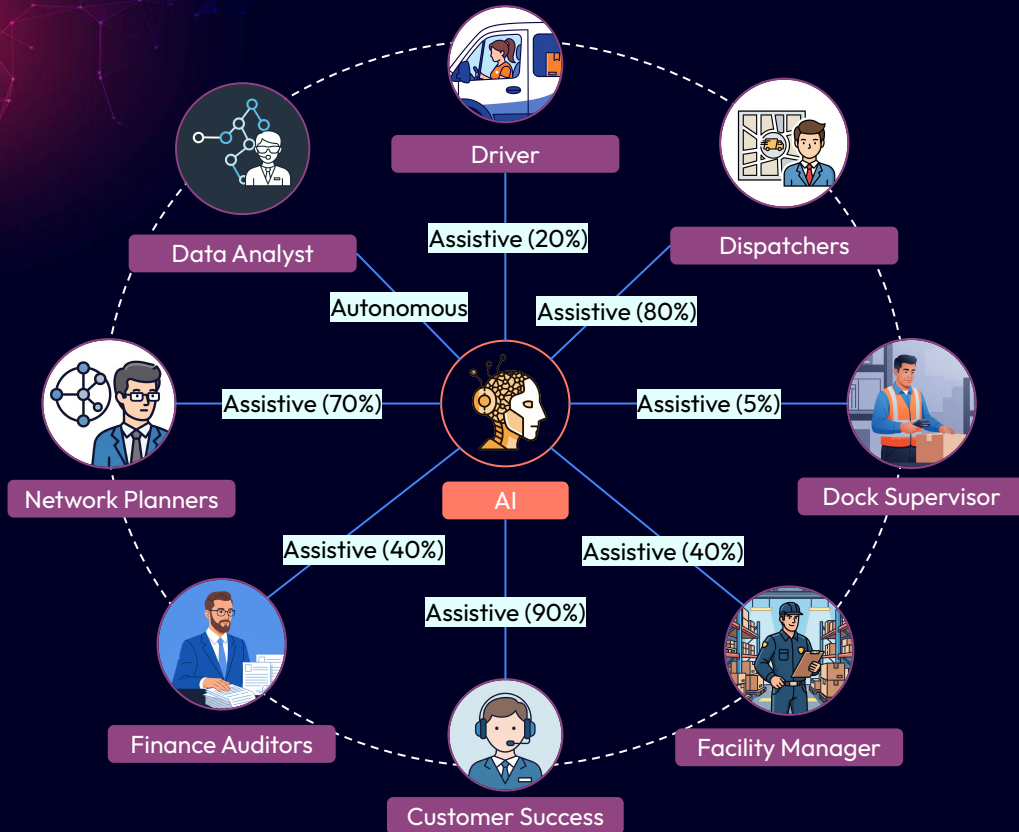 Driver
Dispatchers
Data Analyst
Assistive (20%)
Autonomous
Assistive (80%)
Assistive (70%)
Assistive (5%)
Network Planners
AI
Dock Supervisor
Assistive (40%)
Assistive (40%)
Assistive (90%)
Finance Auditors
Facility Manager
Customer Success